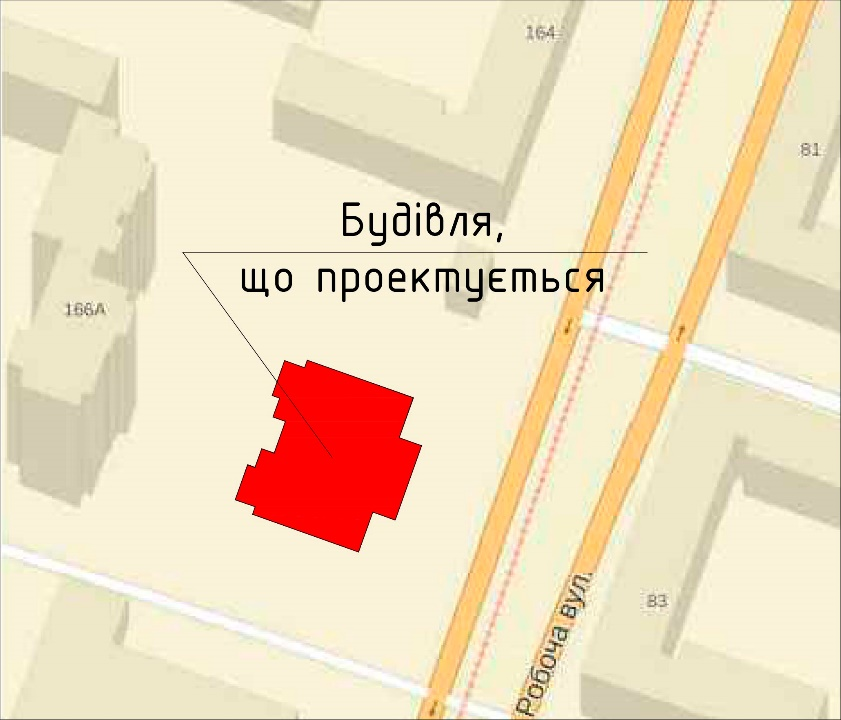 164
81
Будівля,
що проектується
166А
83
Робоча вул.